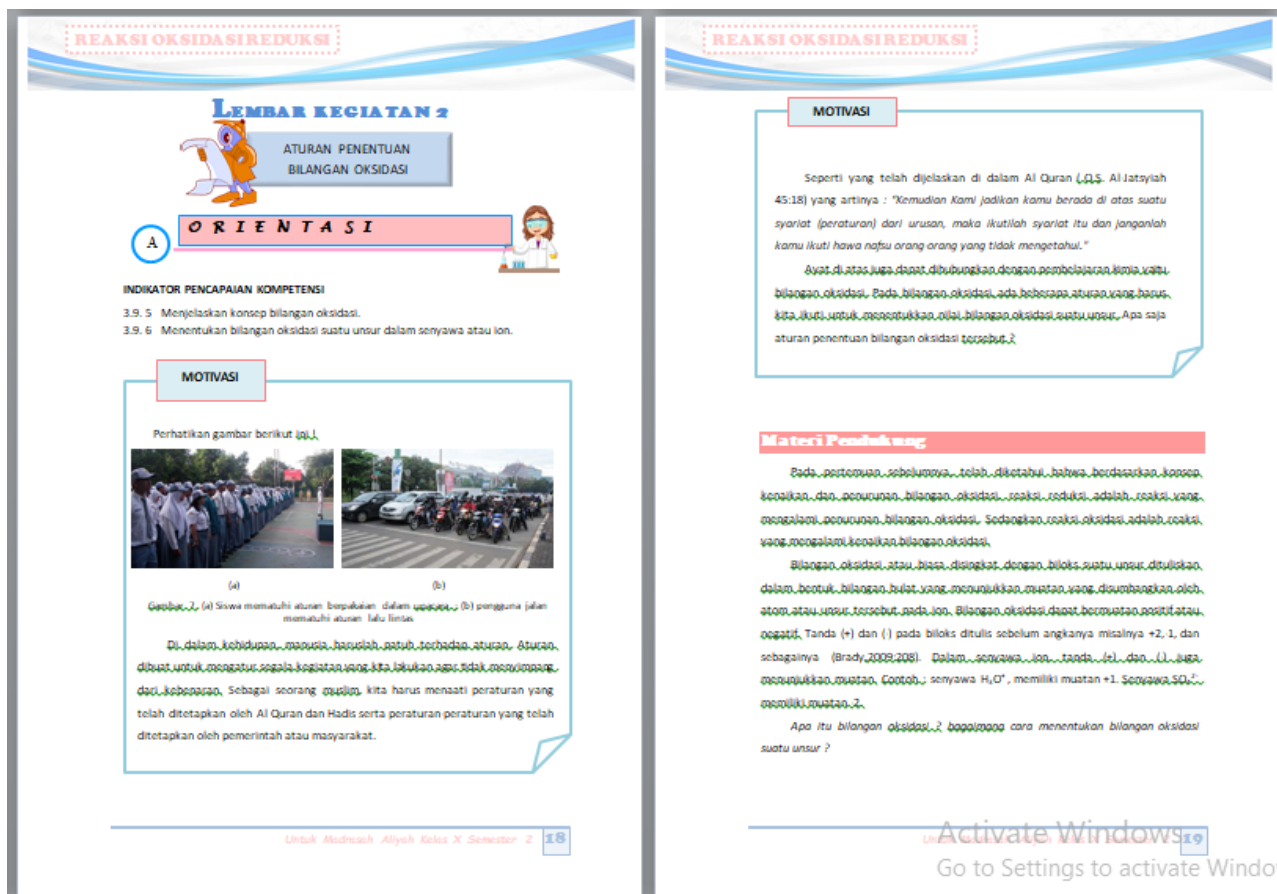 REAKSI OKSIDASI REDUKSI
LEMBAR KEGIATAN 2
ATURAN PENENTUAN
BILANGAN OKSIDASI
A
ORIENTASI
INDIKATOR PENCAPAIAN KOMPETENSI
3.9. 5 Menjelaskan konsep bilangan oksidasi.
3.9. 6 Menentukan bilangan oksidasi suatu unsur dalam senyawa atau ion.
MOTIVASI
Perhatikan gambar berikut ini !
(a) (b)
Gambar 2. (a) Siswa mematuhi aturan berpakaian dalam upacara ; (b) pengguna jalan
mematuhi aturan lalu lintas
Di dalam kehidupan, manusia haruslah patuh terhadap aturan. Aturan
dibuat untuk mengatur segala kegiatan yang kita lakukan agar tidak menyimpang
dari kebenaran. Sebagai seorang muslim, kita harus menaati peraturan yang
telah ditetapkan oleh Al Quran dan Hadis serta peraturan-peraturan yang telah
ditetapkan oleh pemerintah atau masyarakat.
Untuk Madrasah Aliyah Kelas X Semester 2 18
REAKSI OKSIDASI REDUKSI
MOTIVASI
Seperti yang telah dijelaskan di dalam Al Quran (Q.S. Al-Jatsyiah
45:18) yang artinya : "Kemudian Kami jadikan kamu berada di atas suatu
syariat (peraturan) dari urusan, maka ikutilah syariat itu dan janganlah
kamu ikuti hawa nafsu orang orang yang tidak mengetahui."
Ayat di atas juga dapat dihubungkan dengan pembelajaran kimia yaitu
bilangan oksidasi. Pada bilangan oksidasi, ada beberapa aturan yang harus
kita ikuti untuk menentukkan nilai bilangan oksidasi suatu unsur. Apa saja
aturan penentuan bilangan oksidasi tersebut ?
Materi Pendukung
Pada pertemuan sebelumnya, telah diketahui bahwa berdasarkan konsep
kenaikan dan penurunan bilangan oksidasi, reaksi reduksi adalah reaksi yang
mengalami penurunan bilangan oksidasi. Sedangkan reaksi oksidasi adalah reaksi
yang mengalami kenaikan bilangan oksidasi.
Bilangan oksidasi atau biasa disingkat dengan biloks suatu unsur dituliskan
dalam bentuk bilangan bulat yang menunjukkan muatan yang disumbangkan oleh
atom atau unsur tersebut pada ion. Bilangan oksidasi dapat bermuatan positif atau
negatif. Tanda (+) dan (-) pada biloks ditulis sebelum angkanya misalnya +2,-1, dan
sebagainya (Brady,2009:208). Dalam senyawa ion, tanda (+) dan (-) juga
menunjukkan muatan. Contoh : senyawa H₃O⁺, memiliki muatan +1. Senyawa SO₄²⁻
memiliki muatan -2.
Apa itu bilangan oksidasi ? bagaimana cara menentukan bilangan oksidasi
suatu unsur ?
Activate Windows 19
Go to Settings to activate Windo